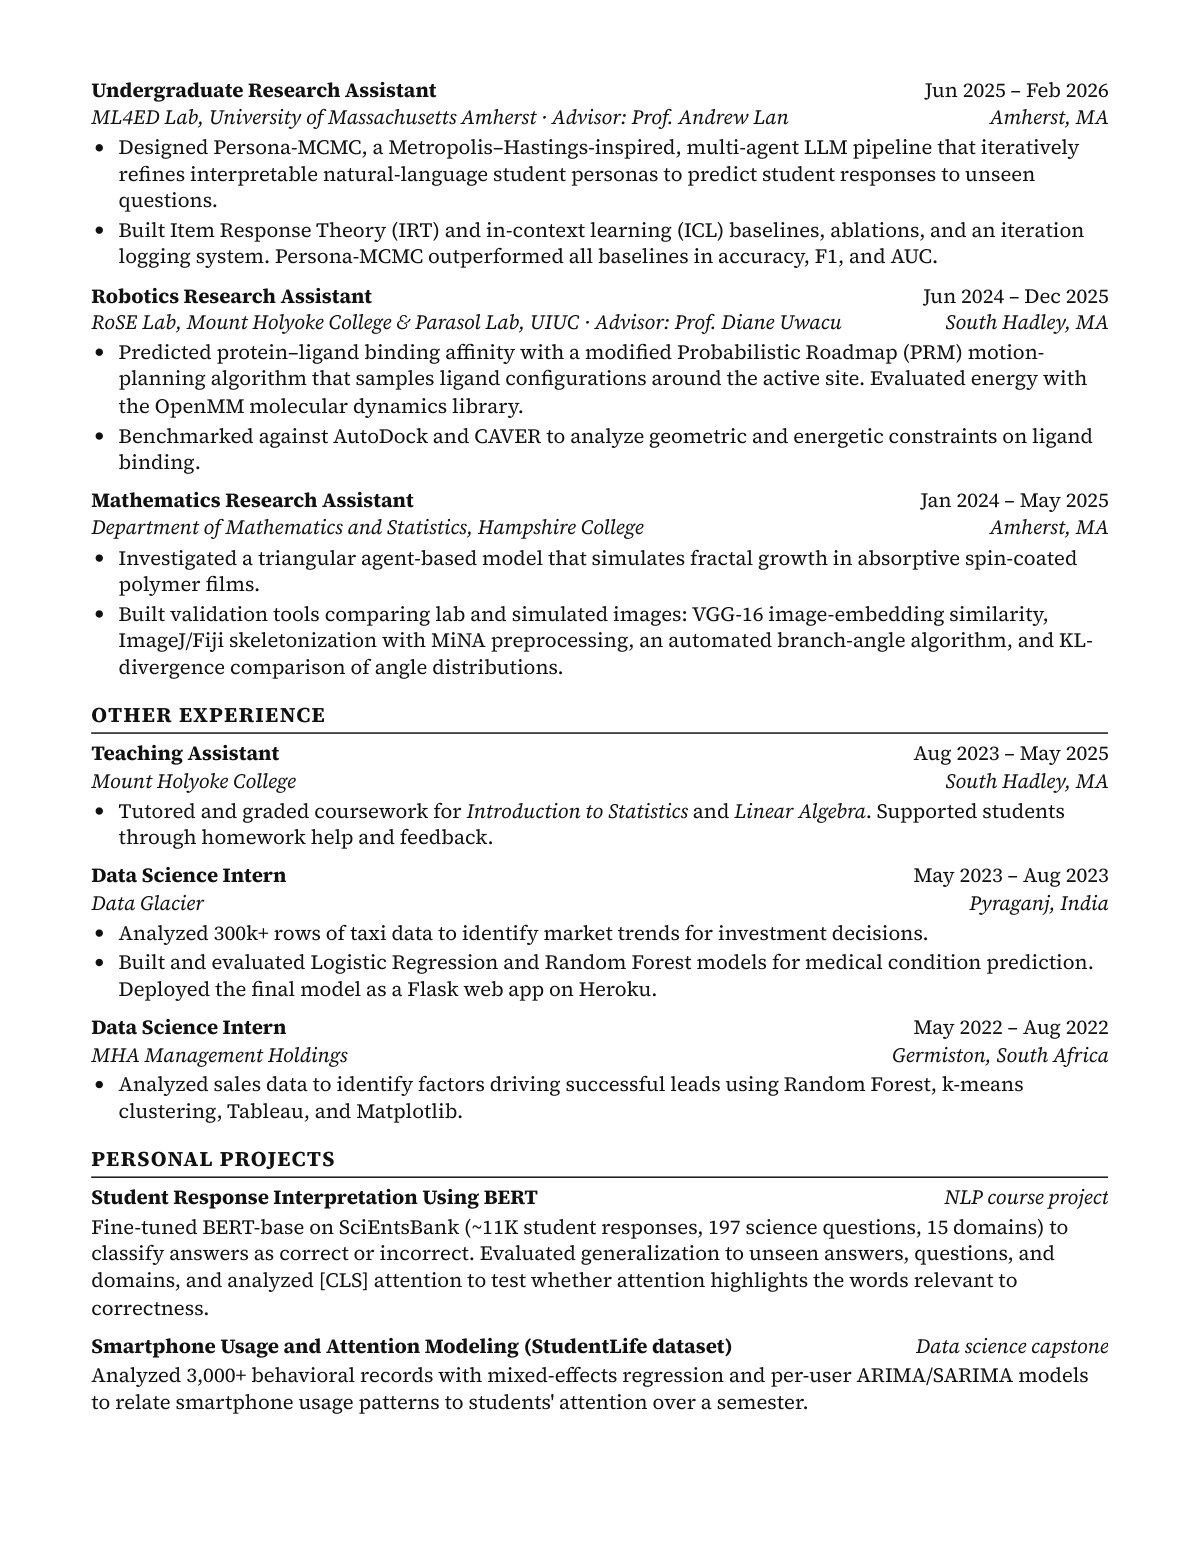 Undergraduate Research Assistant Jun 2025 – Feb 2026
ML4ED Lab, University of Massachusetts Amherst · Advisor: Prof. Andrew Lan Amherst, MA
• Designed Persona-MCMC, a Metropolis–Hastings-inspired, multi-agent LLM pipeline that iteratively
refines interpretable natural-language student personas to predict student responses to unseen
questions.
• Built Item Response Theory (IRT) and in-context learning (ICL) baselines, ablations, and an iteration
logging system. Persona-MCMC outperformed all baselines in accuracy, F1, and AUC.
Robotics Research Assistant Jun 2024 – Dec 2025
RoSE Lab, Mount Holyoke College & Parasol Lab, UIUC · Advisor: Prof. Diane Uwacu South Hadley, MA
• Predicted protein–ligand binding affinity with a modified Probabilistic Roadmap (PRM) motion-
planning algorithm that samples ligand configurations around the active site. Evaluated energy with
the OpenMM molecular dynamics library.
• Benchmarked against AutoDock and CAVER to analyze geometric and energetic constraints on ligand
binding.
Mathematics Research Assistant Jan 2024 – May 2025
Department of Mathematics and Statistics, Hampshire College Amherst, MA
• Investigated a triangular agent-based model that simulates fractal growth in absorptive spin-coated
polymer films.
• Built validation tools comparing lab and simulated images: VGG-16 image-embedding similarity,
ImageJ/Fiji skeletonization with MiNA preprocessing, an automated branch-angle algorithm, and KL-
divergence comparison of angle distributions.
OTHER EXPERIENCE
Teaching Assistant Aug 2023 – May 2025
Mount Holyoke College South Hadley, MA
• Tutored and graded coursework for Introduction to Statistics and Linear Algebra. Supported students
through homework help and feedback.
Data Science Intern May 2023 – Aug 2023
Data Glacier Pyraganj, India
• Analyzed 300k+ rows of taxi data to identify market trends for investment decisions.
• Built and evaluated Logistic Regression and Random Forest models for medical condition prediction.
Deployed the final model as a Flask web app on Heroku.
Data Science Intern May 2022 – Aug 2022
MHA Management Holdings Germiston, South Africa
• Analyzed sales data to identify factors driving successful leads using Random Forest, k-means
clustering, Tableau, and Matplotlib.
PERSONAL PROJECTS
Student Response Interpretation Using BERT NLP course project
Fine-tuned BERT-base on SciEntsBank (~11K student responses, 197 science questions, 15 domains) to
classify answers as correct or incorrect. Evaluated generalization to unseen answers, questions, and
domains, and analyzed [CLS] attention to test whether attention highlights the words relevant to
correctness.
Smartphone Usage and Attention Modeling (StudentLife dataset) Data science capstone
Analyzed 3,000+ behavioral records with mixed-effects regression and per-user ARIMA/SARIMA models
to relate smartphone usage patterns to students' attention over a semester.